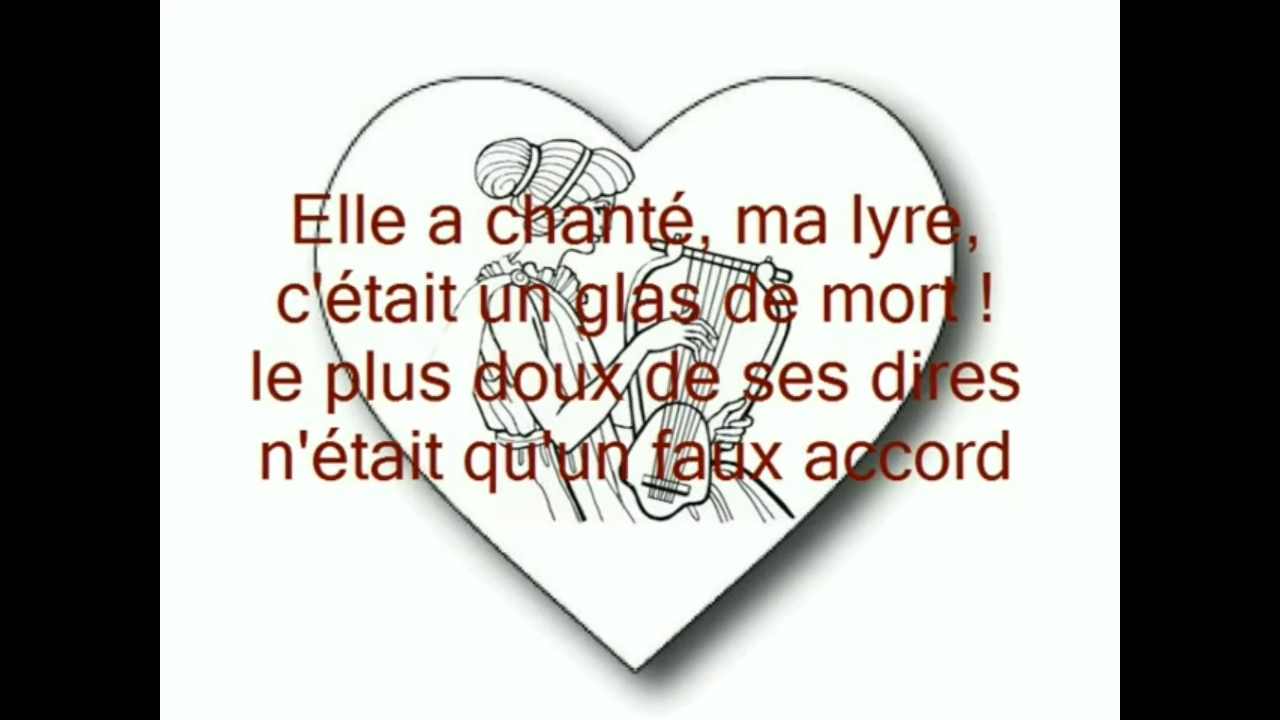 Elle a chanté, ma lyre,
c'était un glas de mort !
le plus doux de ses dires
n'était qu'un faux accord